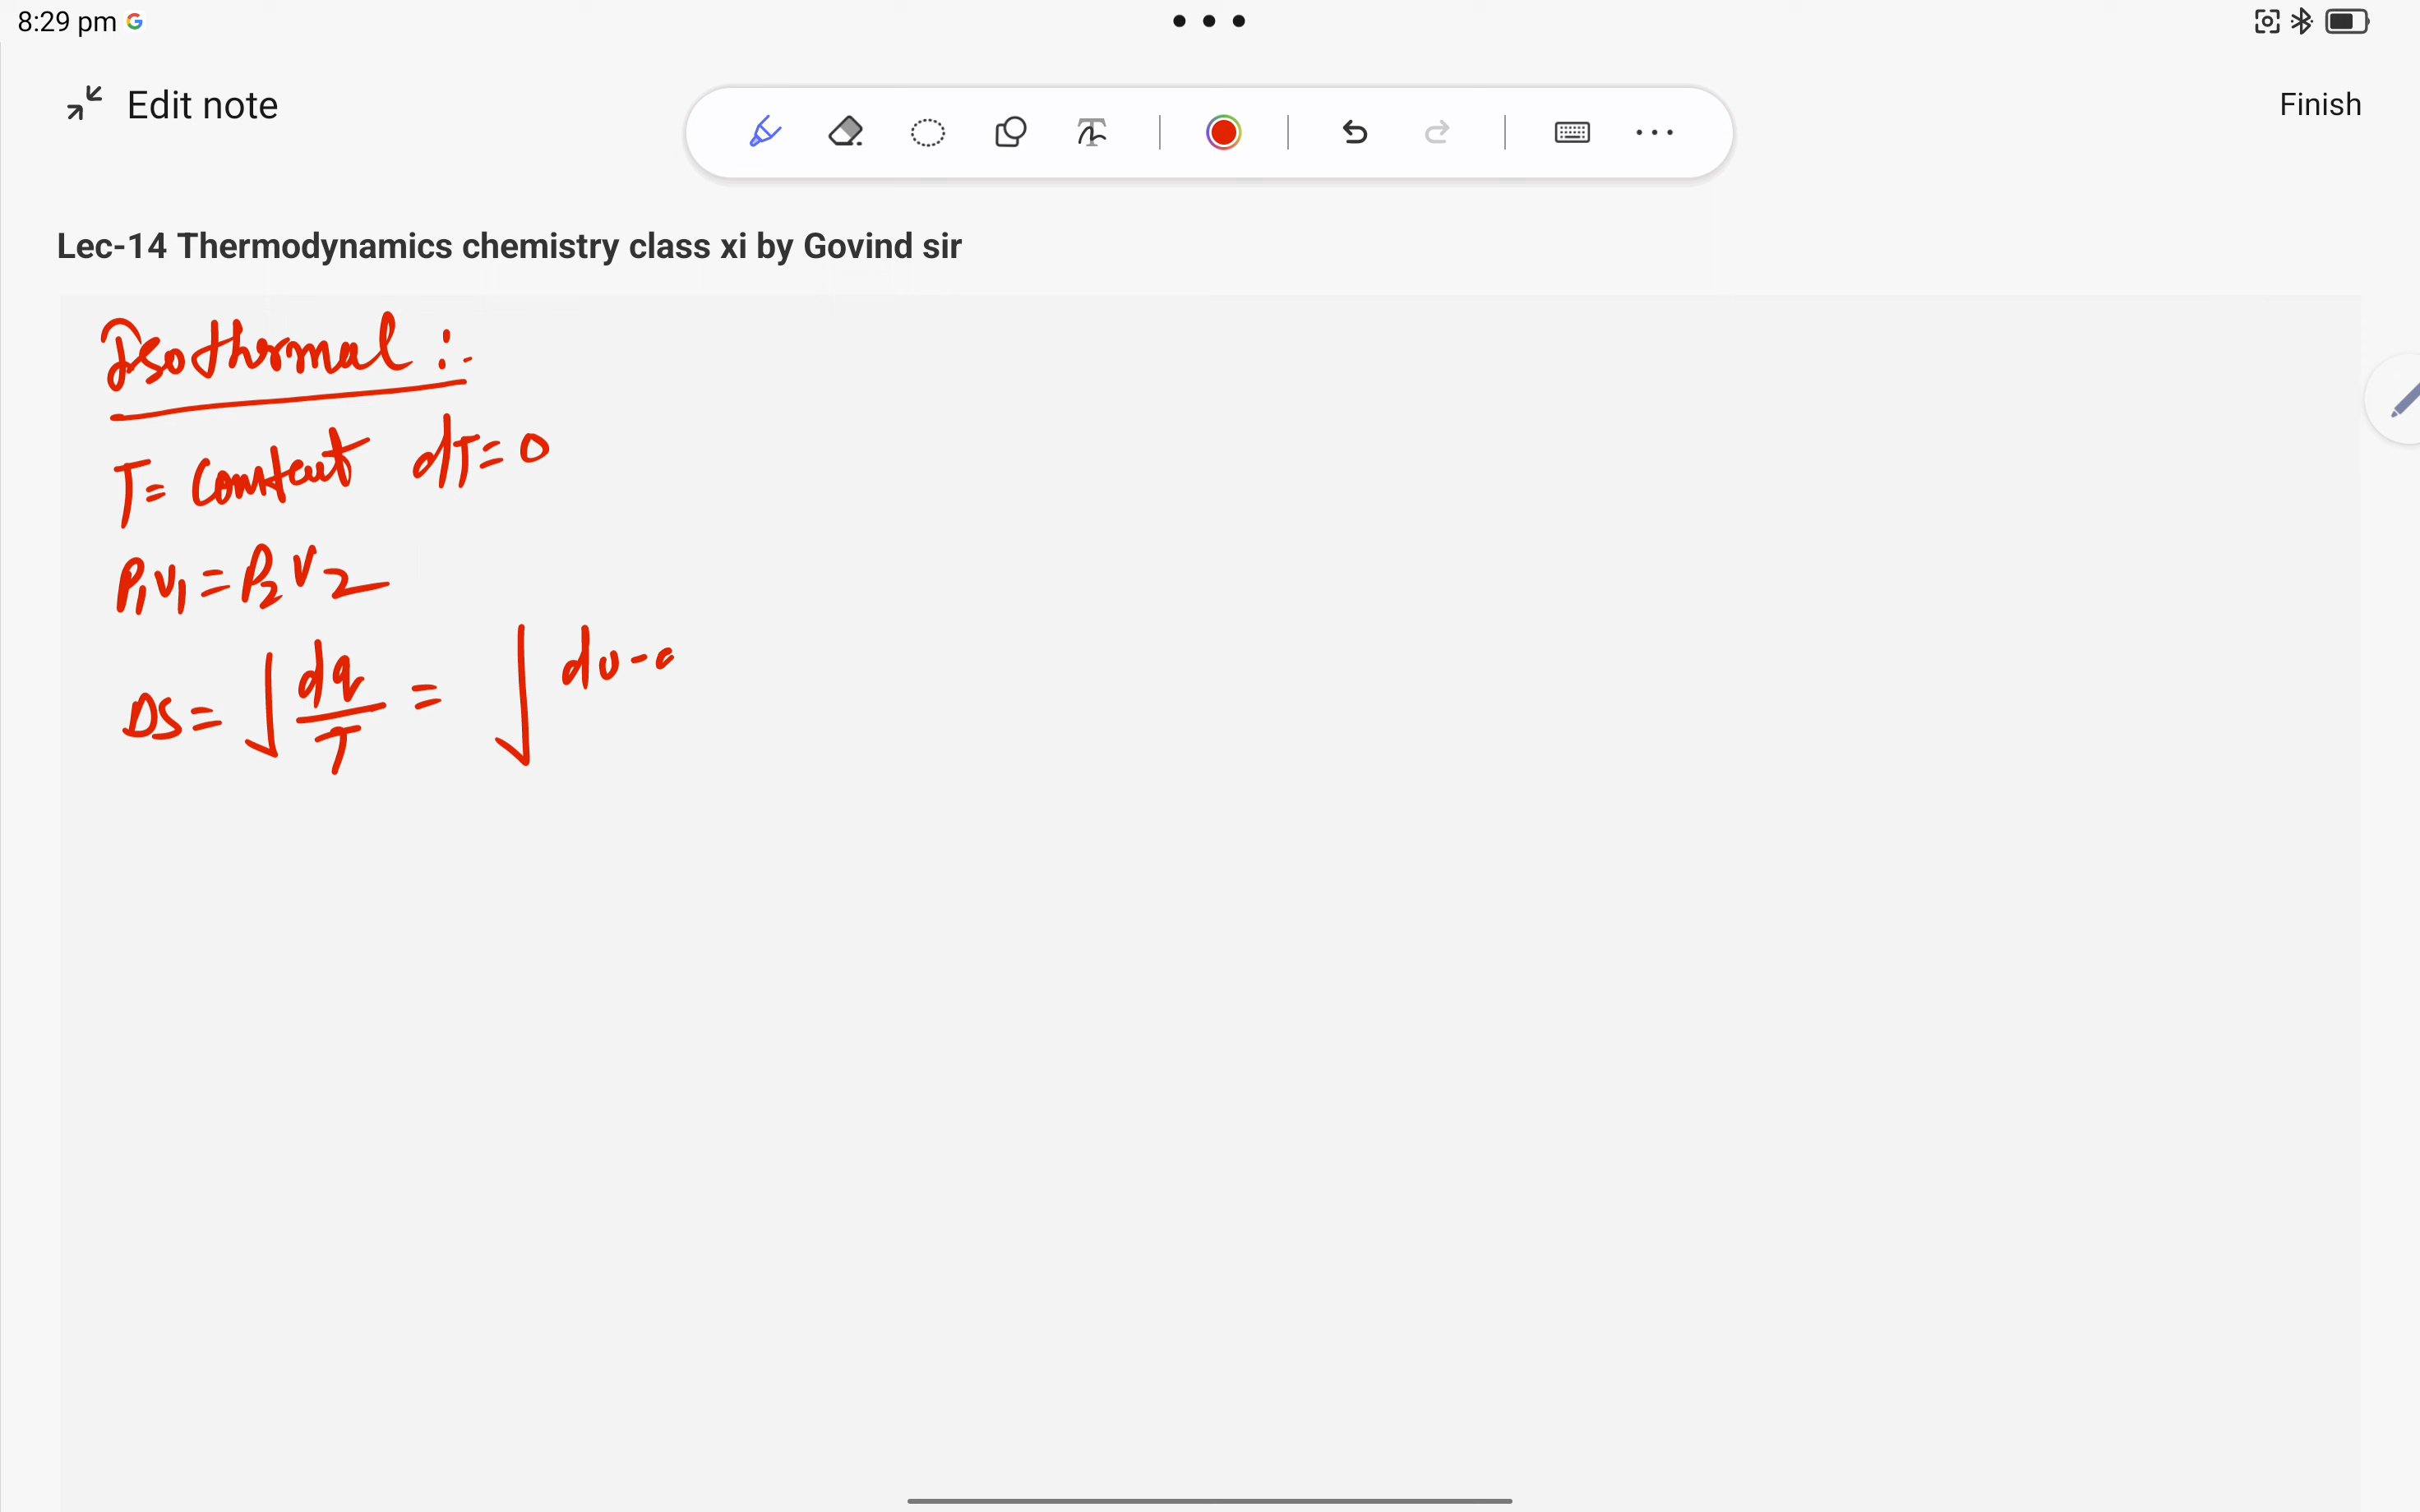 8:29 pm
Edit note
Finish
Lec-14 Thermodynamics chemistry class xi by Govind sir
Isothermal :-
T = Constant dT = 0
P₁V₁ = P₂V₂
ΔS = ∫ dq/T = ∫ du -